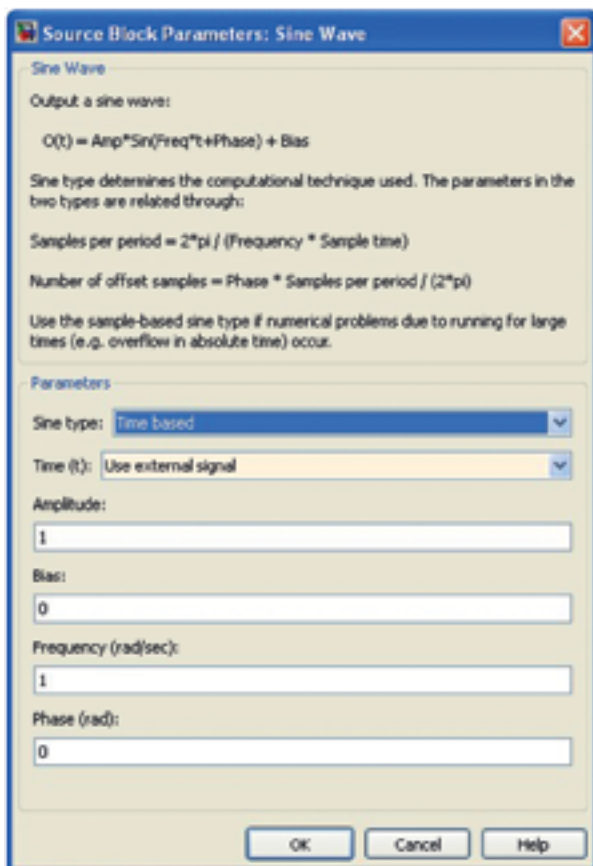 Source Block Parameters: Sine Wave
Sine Wave
Output a sine wave:
O(t) = Amp*Sin(Freq*t+Phase) + Bias
Sine type determines the computational technique used. The parameters in the
two types are related through:
Samples per period = 2*pi / (Frequency * Sample time)
Number of offset samples = Phase * Samples per period / (2*pi)
Use the sample-based sine type if numerical problems due to running for large
times (e.g. overflow in absolute time) occur.
Parameters
Sine type: Time based
Time (t): Use external signal
Amplitude:
1
Bias:
0
Frequency (rad/sec):
1
Phase (rad):
0
OK Cancel Help